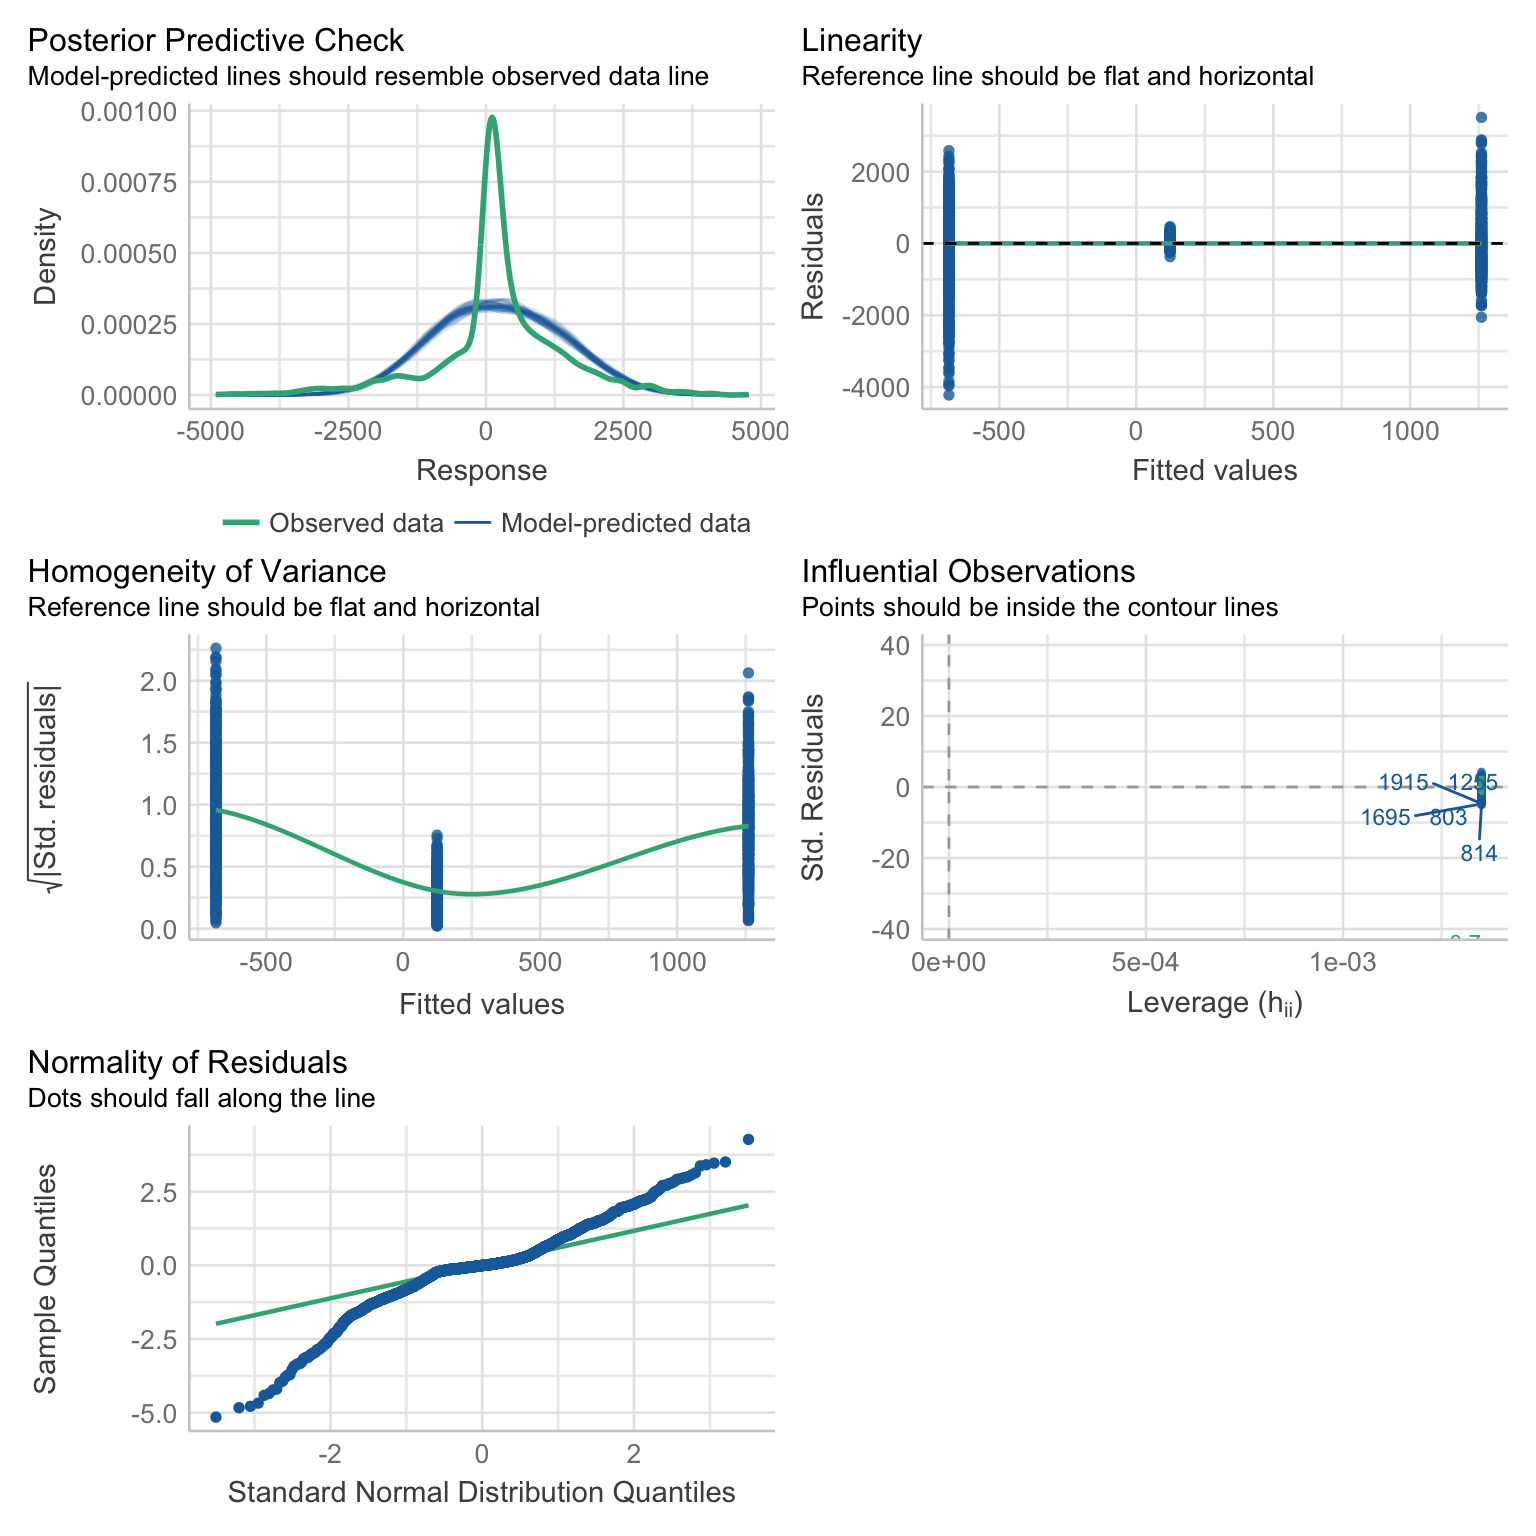 Posterior Predictive Check
Model-predicted lines should resemble observed data line
0.00100
0.00075
0.00050
0.00025
0.00000
Density
-5000 -2500 0 2500 5000
Response
Observed data Model-predicted data
Linearity
Reference line should be flat and horizontal
2000
0
-2000
-4000
Residuals
-500 0 500 1000
Fitted values
Homogeneity of Variance
Reference line should be flat and horizontal
2.0
1.5
1.0
0.5
0.0
√|Std. residuals|
-500 0 500 1000
Fitted values
Influential Observations
Points should be inside the contour lines
40
20
0
-20
-40
Std. Residuals
1915 1255
1695 803
814
0e+00 5e-04 1e-03
Leverage (hii)
Normality of Residuals
Dots should fall along the line
2.5
0.0
-2.5
-5.0
Sample Quantiles
-2 0 2
Standard Normal Distribution Quantiles